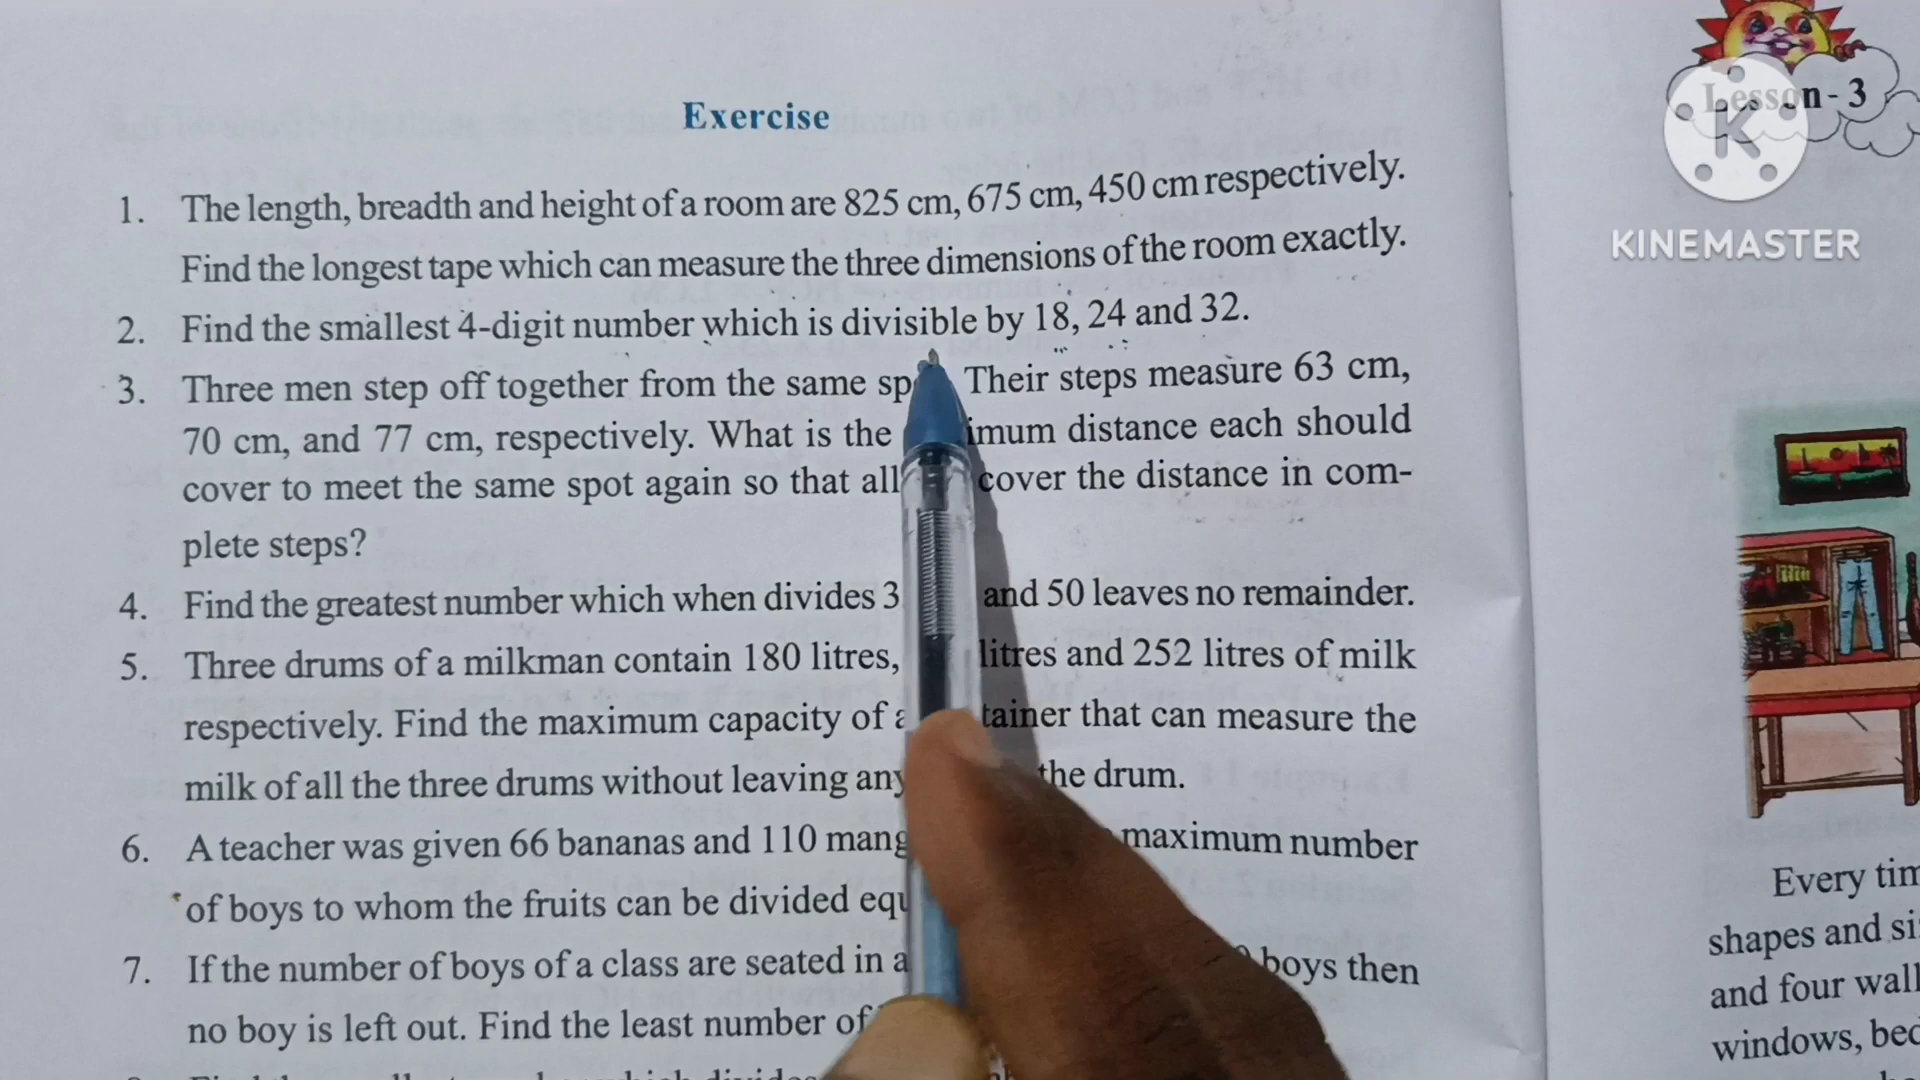 Exercise
1. The length, breadth and height of a room are 825 cm, 675 cm, 450 cm respectively.
Find the longest tape which can measure the three dimensions of the room exactly.
2. Find the smallest 4-digit number which is divisible by 18, 24 and 32.
3. Three men step off together from the same Their steps measure 63 cm,
70 cm, and 77 cm, respectively. What is the distance each should
cover to meet the same spot again so that all cover the distance in com-
plete steps?
4. Find the greatest number which when divides and 50 leaves no remainder.
5. Three drums of a milkman contain 180 litres, litres and 252 litres of milk
respectively. Find the maximum capacity of that can measure the
milk of all the three drums without leaving the drum.
6. A teacher was given 66 bananas and 110 maximum number
of boys to whom the fruits can be divided
7. If the number of boys of a class are seated in boys then
no boy is left out. Find the least number of
Lesson - 3
KINEMASTER
Every
shapes and
and four
windows,